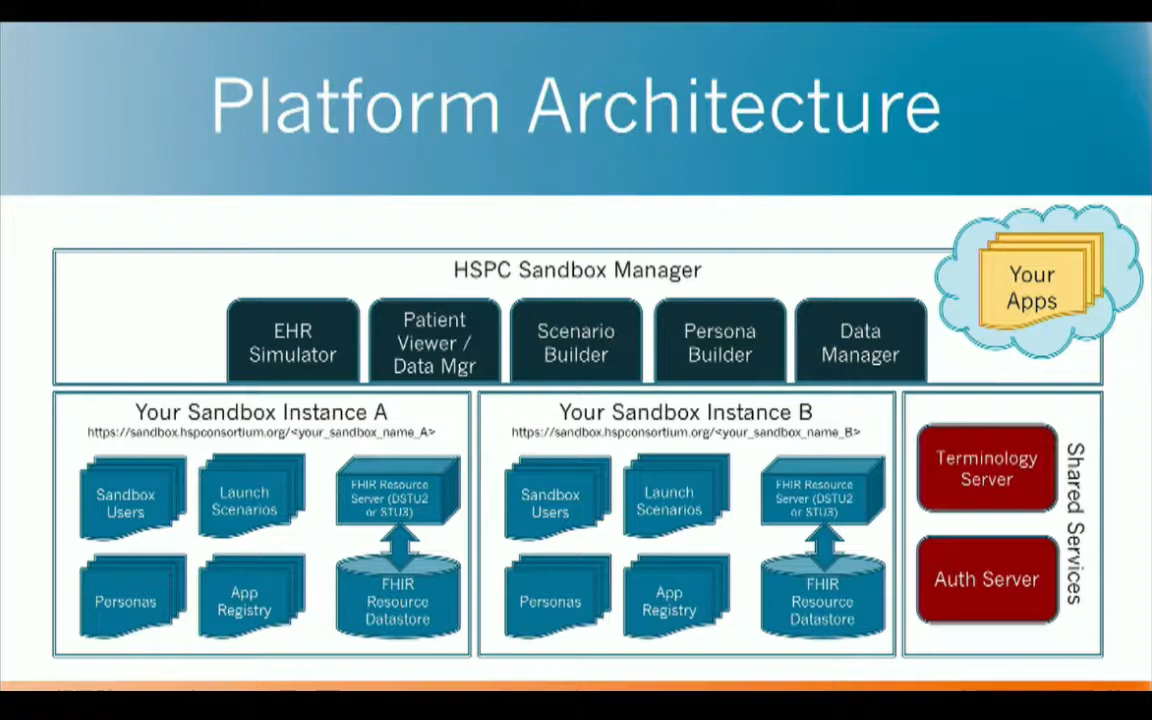 Platform Architecture
HSPC Sandbox Manager
Your
Apps
EHR
Simulator
Patient
Viewer /
Data Mgr
Scenario
Builder
Persona
Builder
Data
Manager
Your Sandbox Instance A
https://sandbox.hspconsortium.org/<your_sandbox_name_A>
Sandbox
Users
Launch
Scenarios
FHIR Resource
Server (DSTU2
or STU3)
Personas
App
Registry
FHIR
Resource
Datastore
Your Sandbox Instance B
https://sandbox.hspconsortium.org/<your_sandbox_name_B>
Sandbox
Users
Launch
Scenarios
FHIR Resource
Server (DSTU2
or STU3)
Personas
App
Registry
FHIR
Resource
Datastore
Terminology
Server
Auth Server
Shared Services